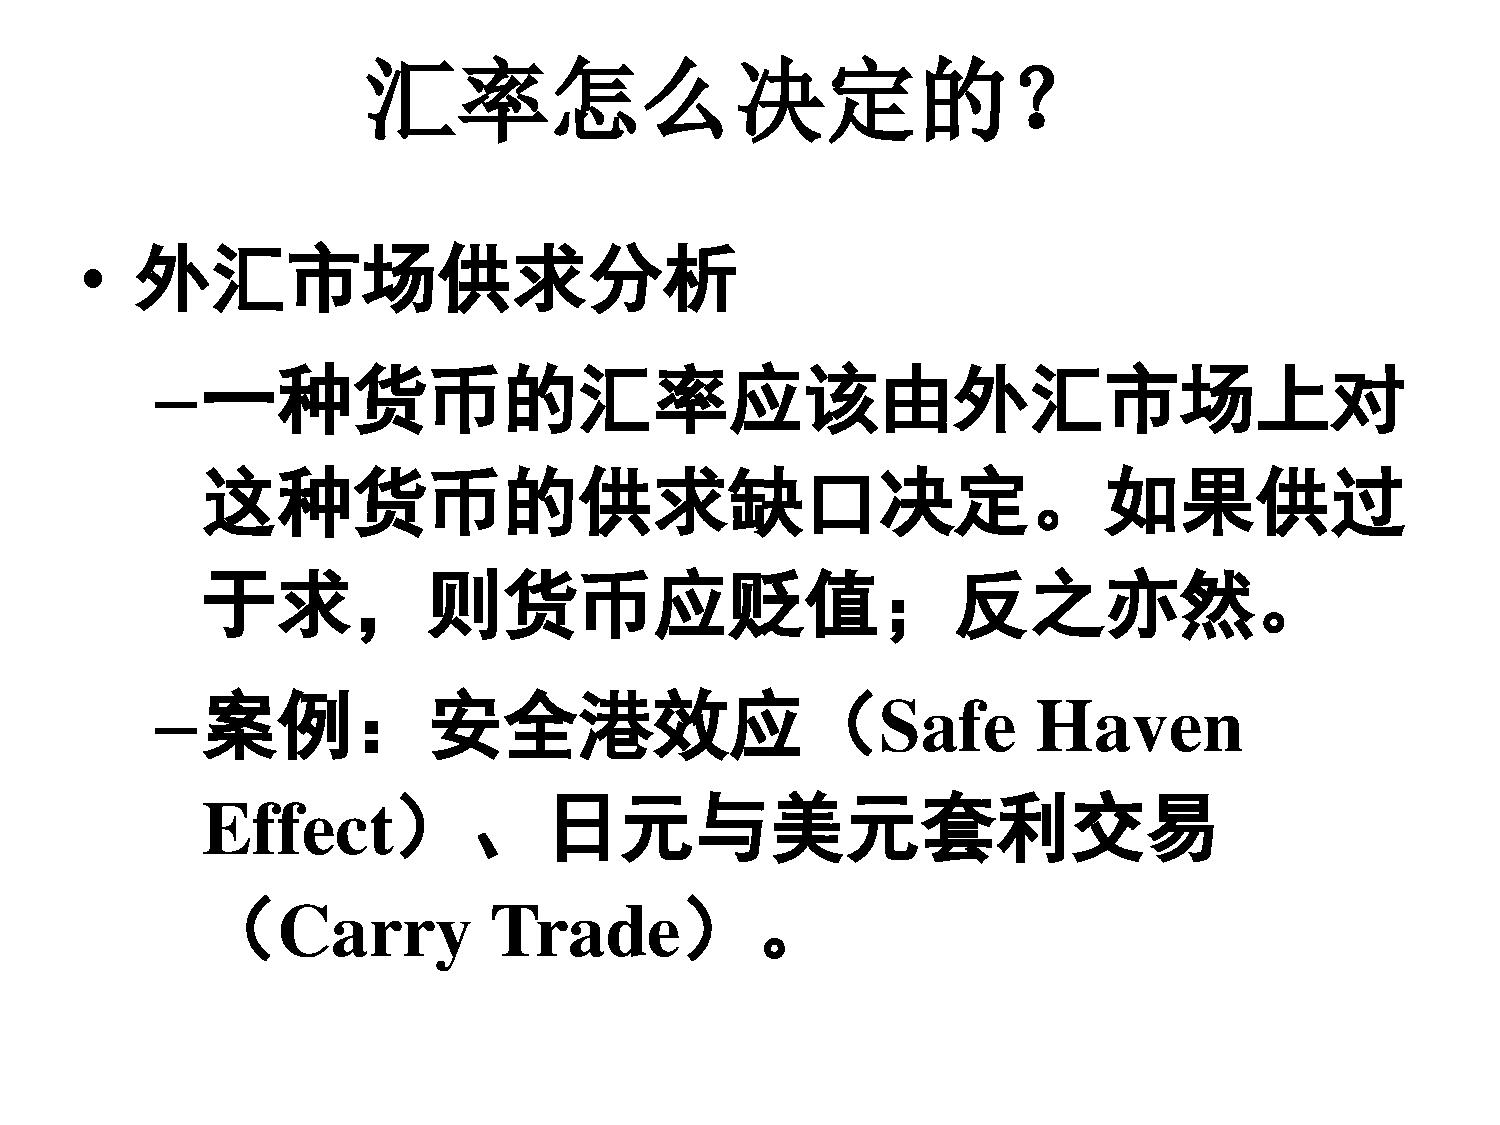 汇率怎么决定的？
• 外汇市场供求分析
–一种货币的汇率应该由外汇市场上对
这种货币的供求缺口决定。如果供过
于求，则货币应贬值；反之亦然。
–案例：安全港效应（Safe Haven
Effect）、日元与美元套利交易
（Carry Trade）。